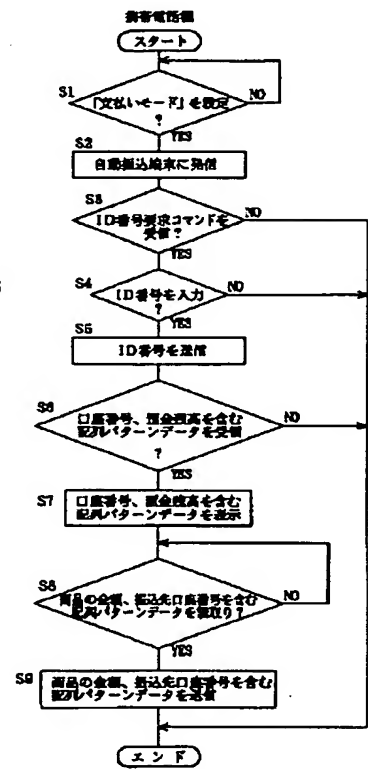 携帯電話機
スタート
S1
「支払いモード」を設定
?
NO
YES
S2
自動振込端末に発信
S3
ID番号要求コマンドを
受信?
NO
YES
S4
ID番号を入力
?
NO
YES
S5
ID番号を送信
S6
口座番号、預金残高を含む
配列パターンデータを受信
?
NO
YES
S7
口座番号、預金残高を含む
配列パターンデータを表示
S8
商品の金額、振込先口座番号を含む
配列パターンデータを読取り?
NO
YES
S9
商品の金額、振込先口座番号を含む
配列パターンデータを送信
エンド